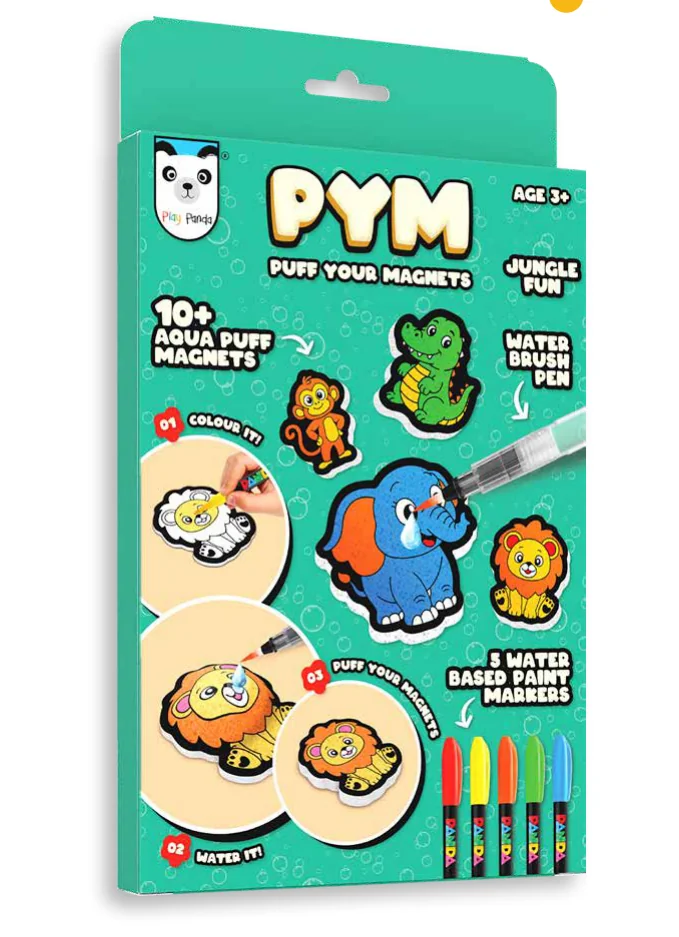 Play Panda
®
PYM
PUFF YOUR MAGNETS
AGE 3+
JUNGLE
FUN
10+
AQUA PUFF
MAGNETS
WATER
BRUSH
PEN
01 COLOUR IT!
PANDA
03 PUFF YOUR MAGNETS
5 WATER
BASED PAINT
MARKERS
02 WATER IT!
PANDA
PANDA
PANDA
PANDA
PANDA